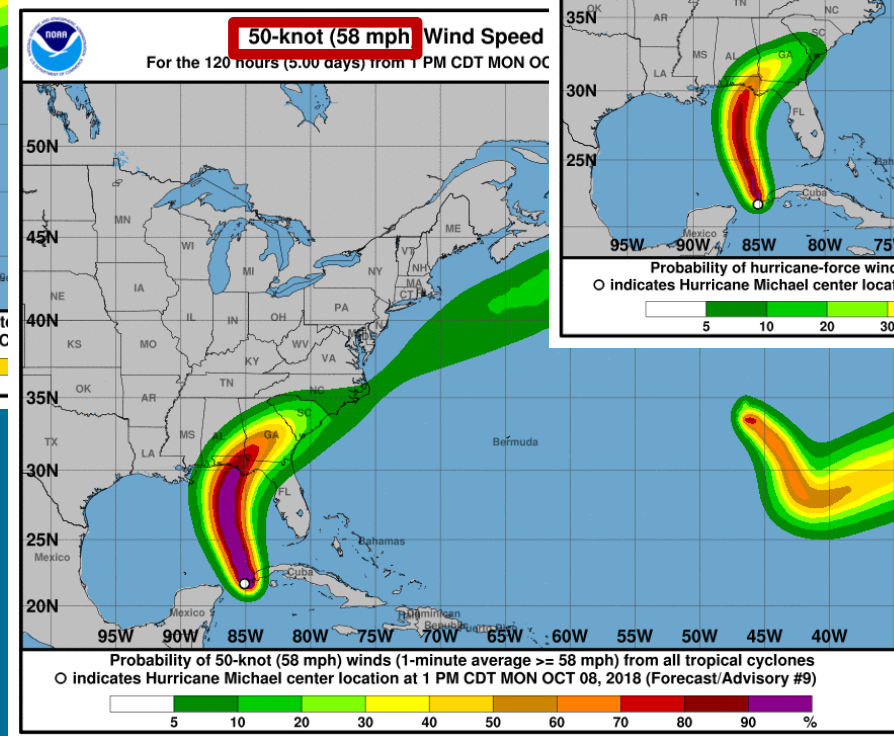 NOAA
50-knot (58 mph) Wind Speed
For the 120 hours (5.00 days) from 1 PM CDT MON OC
50N
45N
40N
35N
30N
25N
20N
MN
WI
MI
NY
ME
VT
NH
MA
CT
NE
IA
IL
IN
OH
PA
KS
MO
KY
WV
VA
OK
AR
TN
NC
SC
TX
LA
MS
AL
GA
FL
Bermuda
Mexico
Bahamas
Cuba
Mexico
95W 90W 85W 80W 75W 70W 65W 60W 55W 50W 45W 40W
Probability of 50-knot (58 mph) winds (1-minute average >= 58 mph) from all tropical cyclones
indicates Hurricane Michael center location at 1 PM CDT MON OCT 08, 2018 (Forecast/Advisory #9)
5 10 20 30 40 50 60 70 80 90 %
35N
30N
25N
OK
AR
TN
NC
SC
MS
AL
GA
LA
FL
Cuba
Mexico
95W 90W 85W 80W 75
Probability of hurricane-force wind
indicates Hurricane Michael center locat
5 10 20 30